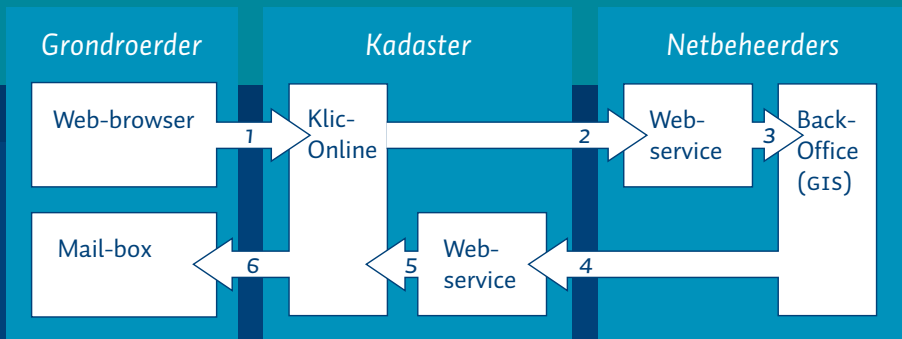 Grondroerder
Kadaster
Netbeheerders
Web-browser
1
Klic-
Online
2
Web-
service
3
Back-
Office
(GIS)
Mail-box
6
5
Web-
service
4